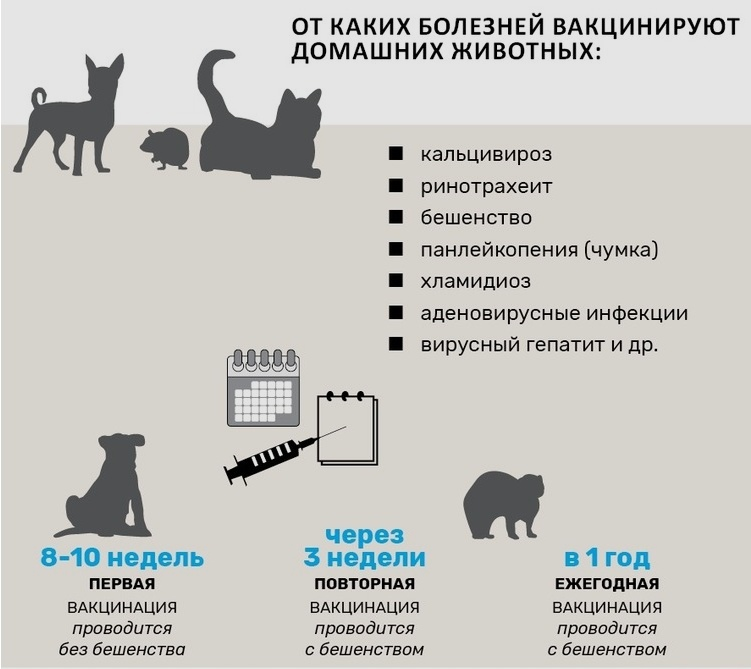 ОТ КАКИХ БОЛЕЗНЕЙ ВАКЦИНИРУЮТ
ДОМАШНИХ ЖИВОТНЫХ:
кальцивироз
ринотрахеит
бешенство
панлейкопения (чумка)
хламидиоз
аденовирусные инфекции
вирусный гепатит и др.
8-10 недель
ПЕРВАЯ
ВАКЦИНАЦИЯ
проводится
без бешенства
через
3 недели
ПОВТОРНАЯ
ВАКЦИНАЦИЯ
проводится
с бешенством
в 1 год
ЕЖЕГОДНАЯ
ВАКЦИНАЦИЯ
проводится
с бешенством